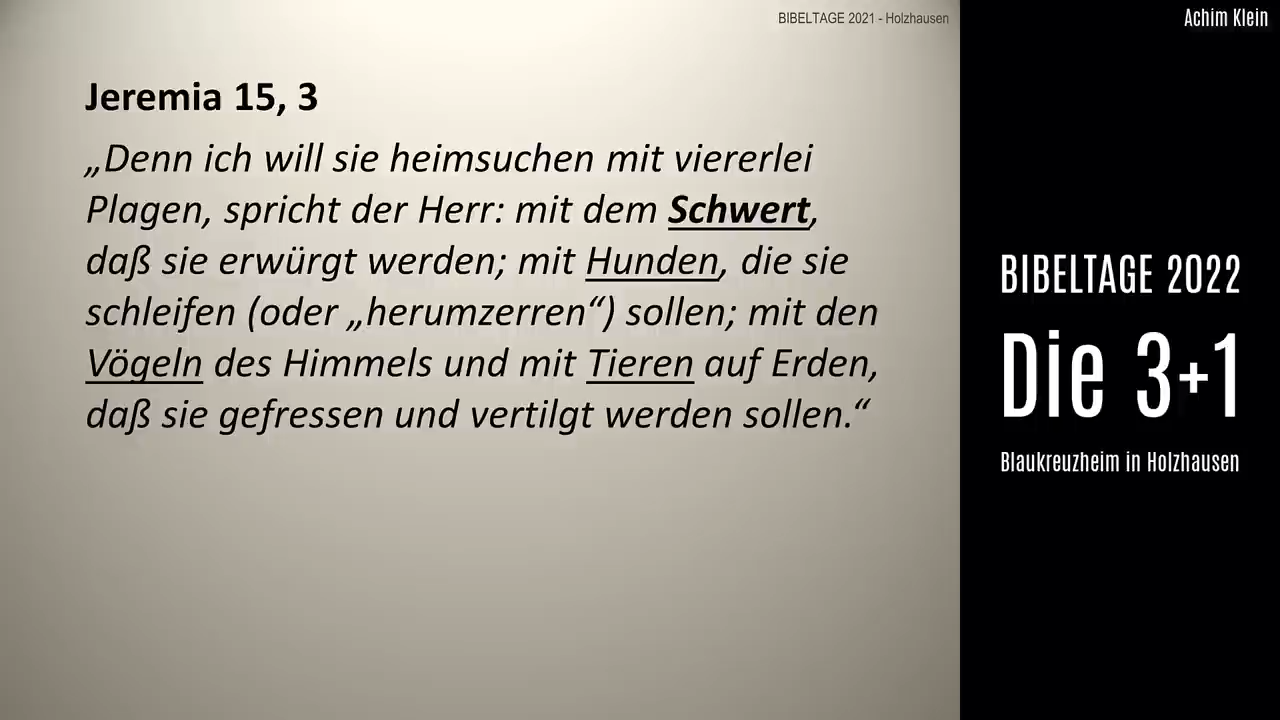 BIBELTAGE 2021 - Holzhausen
Achim Klein
Jeremia 15, 3
„Denn ich will sie heimsuchen mit viererlei
Plagen, spricht der Herr: mit dem Schwert,
daß sie erwürgt werden; mit Hunden, die sie
schleifen (oder „herumzerren“) sollen; mit den
Vögeln des Himmels und mit Tieren auf Erden,
daß sie gefressen und vertilgt werden sollen.“
BIBELTAGE 2022
Die 3+1
Blaukreuzheim in Holzhausen